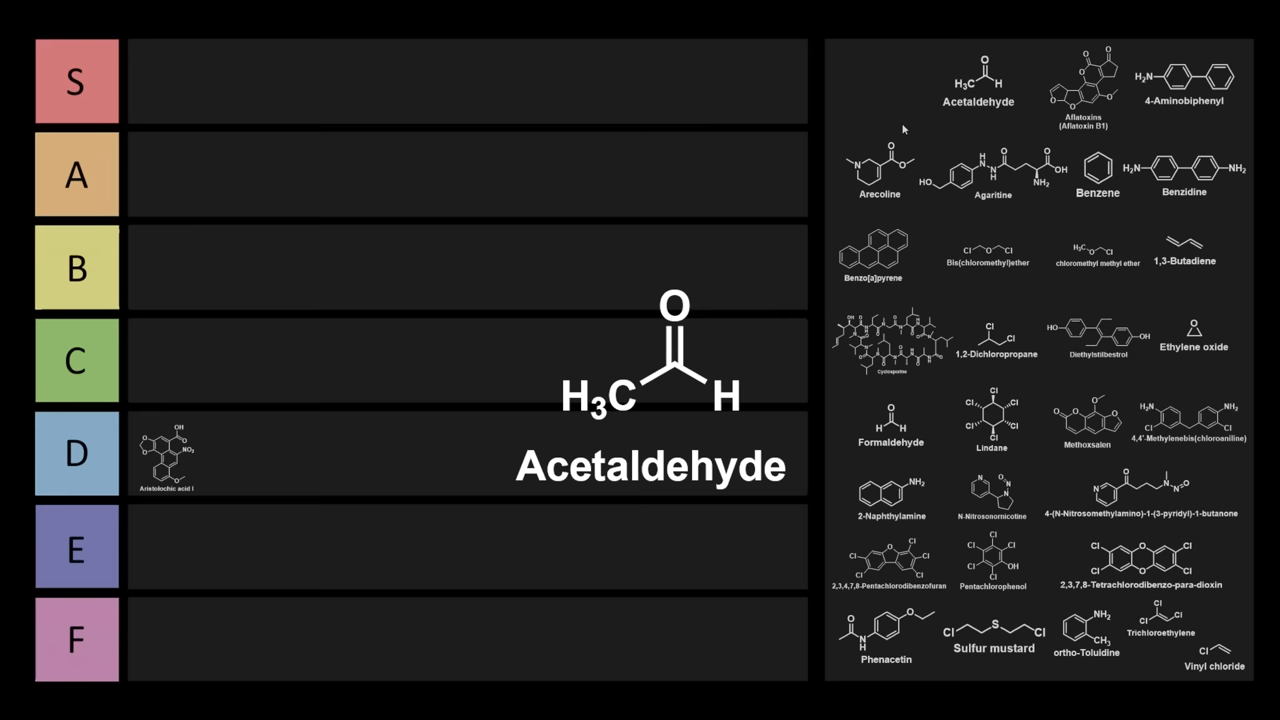 S
A
B
C
D
E
F
Aristolochic acid I
O
H₃C
H
Acetaldehyde
Acetaldehyde
Aflatoxins
(Aflatoxin B1)
4-Aminobiphenyl
Arecoline
Agaritine
Benzene
Benzidine
Benzo[a]pyrene
Bis(chloromethyl)ether
chloromethyl methyl ether
1,3-Butadiene
Cyclosporine
1,2-Dichloropropane
Diethylstilbestrol
Ethylene oxide
Formaldehyde
Lindane
Methoxsalen
4,4'-Methylenebis(chloroaniline)
2-Naphthylamine
N-Nitrosonornicotine
4-(N-Nitrosomethylamino)-1-(3-pyridyl)-1-butanone
2,3,4,7,8-Pentachlorodibenzofuran
Pentachlorophenol
2,3,7,8-Tetrachlorodibenzo-para-dioxin
Phenacetin
Sulfur mustard
ortho-Toluidine
Trichloroethylene
Vinyl chloride